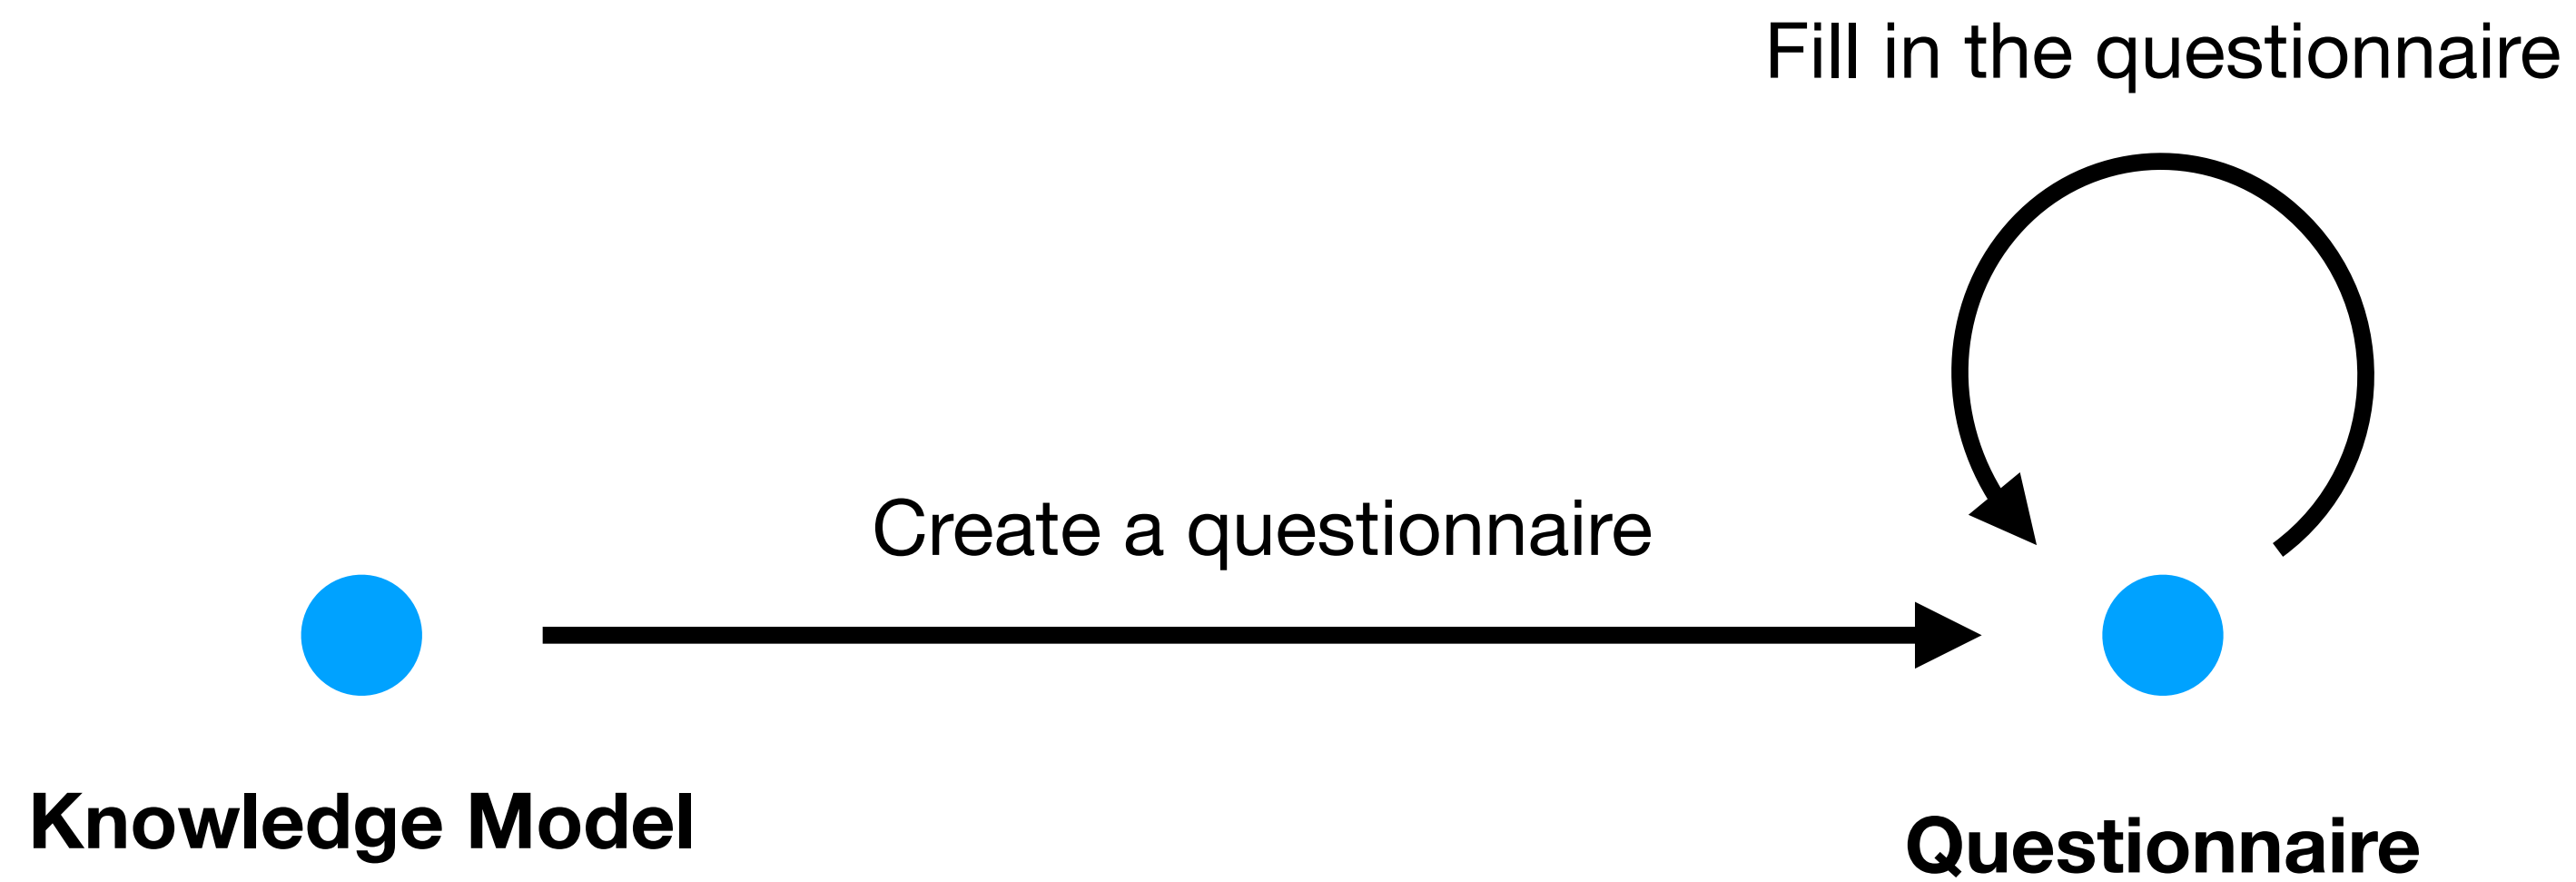 Fill in the questionnaire
Create a questionnaire
Knowledge Model
Questionnaire